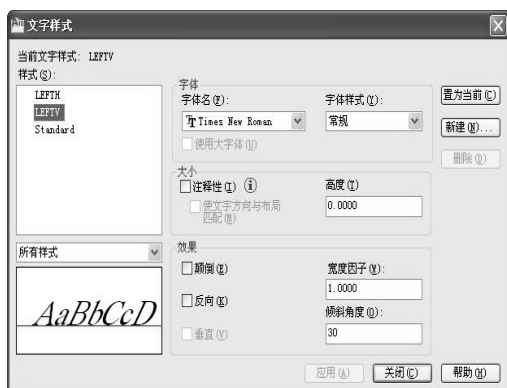 文字样式
当前文字样式: LEFTV
样式(S):
LEFTH
LEFTV
Standard
所有样式
AaBbCcD
字体
字体名(F):
Times New Roman
字体样式(Y):
常规
使用大字体(U)
大小
注释性(I)
使文字方向与布局
匹配(M)
高度(T)
0.0000
效果
颠倒(E)
反向(K)
垂直(V)
宽度因子(W):
1.0000
倾斜角度(O):
30
置为当前(C)
新建(N)...
删除(D)
应用(A)
关闭(C)
帮助(H)